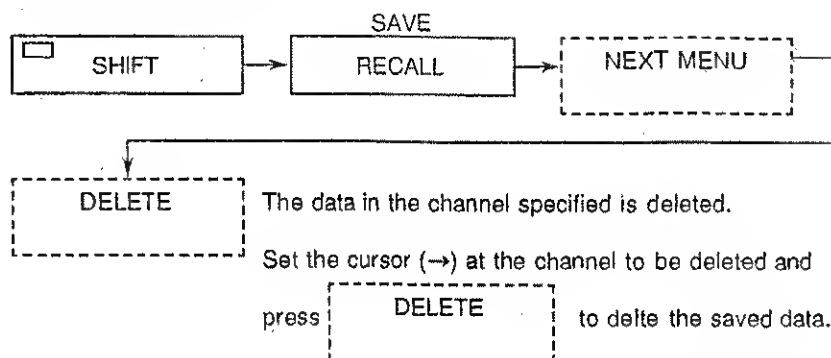 SAVE
SHIFT
RECALL
NEXT MENU
DELETE
The data in the channel specified is deleted.
Set the cursor (→) at the channel to be deleted and
press DELETE to delte the saved data.